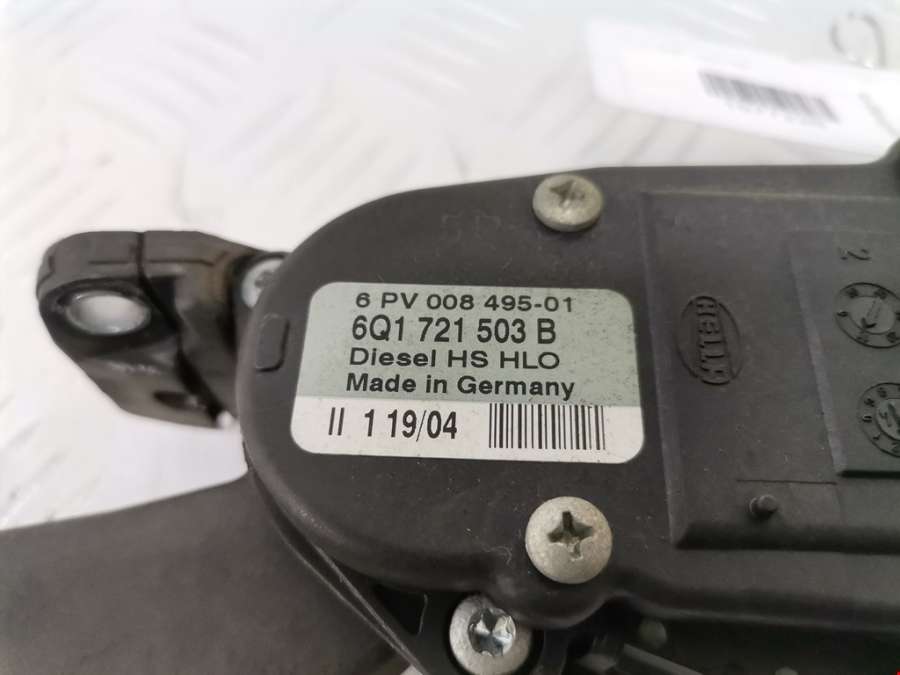 6 PV 008 495-01
6Q1 721 503 B
Diesel HS HLO
Made in Germany
II 1 19/04
HELLA
2